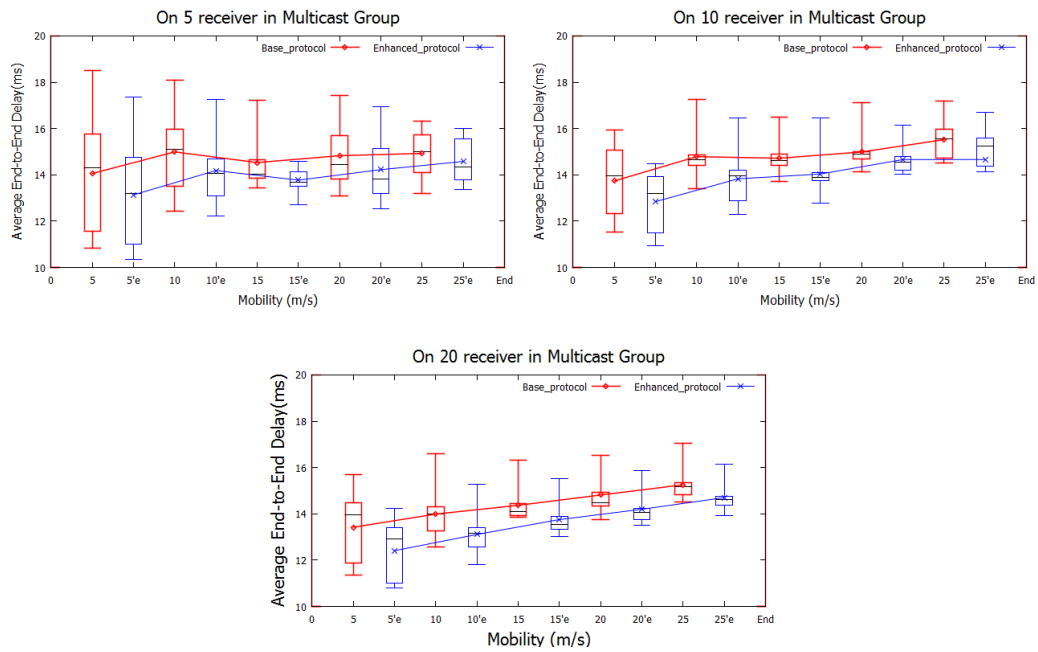 On 5 receiver in Multicast Group
Average End-to-End Delay(ms)
20
18
16
14
12
10
Base_protocol
Enhanced_protocol
0 5 5'e 10 10'e 15 15'e 20 20'e 25 25'e End
Mobility (m/s)
On 10 receiver in Multicast Group
Average End-to-End Delay(ms)
20
18
16
14
12
10
Base_protocol
Enhanced_protocol
0 5 5'e 10 10'e 15 15'e 20 20'e 25 25'e End
Mobility (m/s)
On 20 receiver in Multicast Group
Average End-to-End Delay(ms)
20
18
16
14
12
10
Base_protocol
Enhanced_protocol
0 5 5'e 10 10'e 15 15'e 20 20'e 25 25'e End
Mobility (m/s)